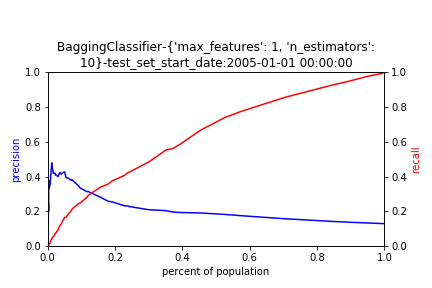 BaggingClassifier-{'max_features': 1, 'n_estimators':
10}-test_set_start_date:2005-01-01 00:00:00
1.0 1.0
0.8 0.8
0.6 0.6
precision recall
0.4 0.4
0.2 0.2
0.0 0.0
0.0 0.2 0.4 0.6 0.8 1.0
percent of population